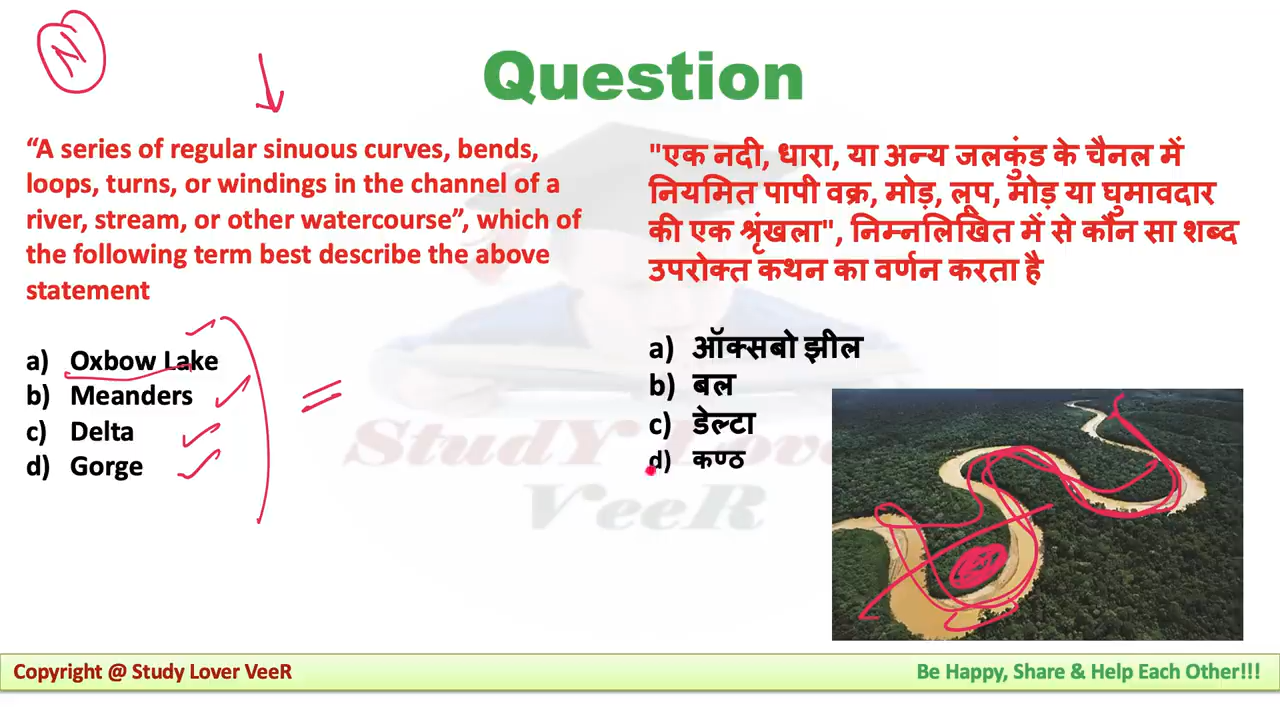 N
Question
“A series of regular sinuous curves, bends,
loops, turns, or windings in the channel of a
river, stream, or other watercourse”, which of
the following term best describe the above
statement
a) Oxbow Lake
b) Meanders
c) Delta
d) Gorge
"एक नदी, धारा, या अन्य जलकुंड के चैनल में
नियमित पापी वक्र, मोड़, लूप, मोड़ या घुमावदार
की एक श्रृंखला", निम्नलिखित में से कौन सा शब्द
उपरोक्त कथन का वर्णन करता है
a) ऑक्सबो झील
b) बल
c) डेल्टा
d) कण्ठ
StudY Lover
VeeR
Copyright @ Study Lover VeeR
Be Happy, Share & Help Each Other!!!